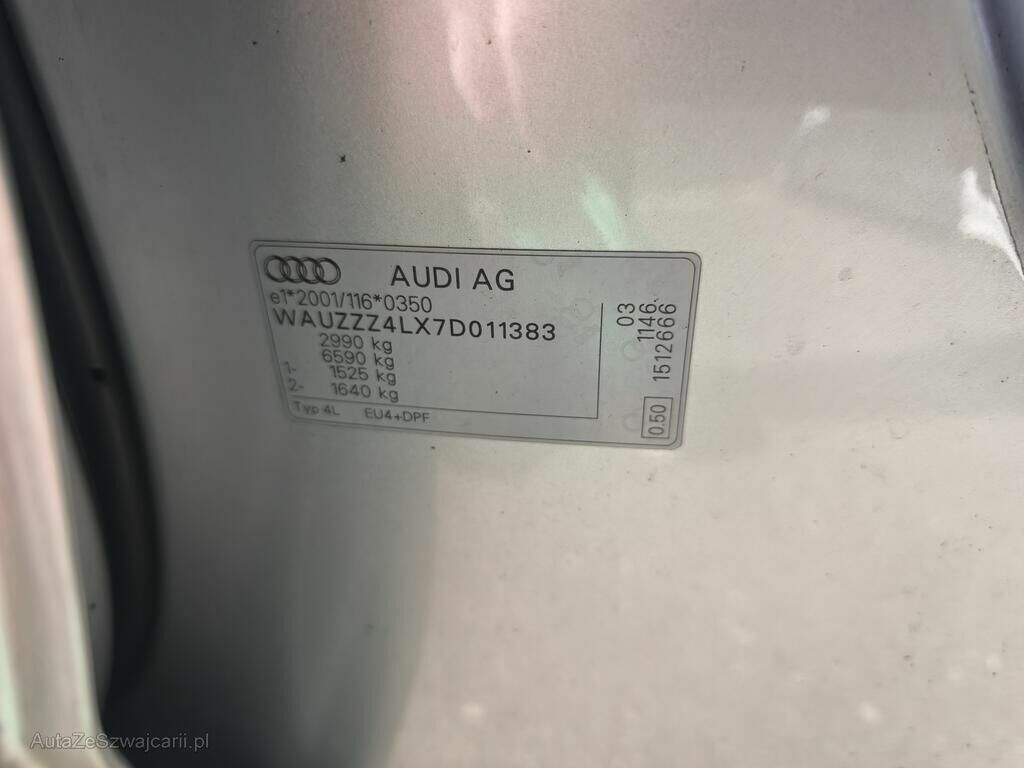 AUDI AG
e1*2001/116*0350
WAUZZZ4LX7D011383
2990 kg
6590 kg
1- 1525 kg
2- 1640 kg
Typ 4L EU4+DPF
03
1146.
1512666
0.50
AutaZeSzwajcarii.pl